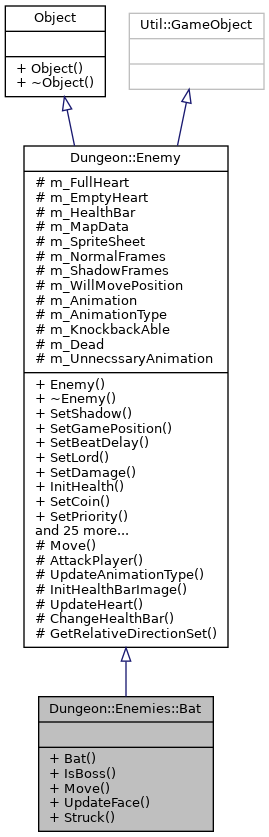 Object
+ Object()
+ ~Object()
Util::GameObject
Dungeon::Enemy
# m_FullHeart
# m_EmptyHeart
# m_HealthBar
# m_MapData
# m_SpriteSheet
# m_NormalFrames
# m_ShadowFrames
# m_WillMovePosition
# m_Animation
# m_AnimationType
# m_KnockbackAble
# m_Dead
# m_UnnecssaryAnimation
+ Enemy()
+ ~Enemy()
+ SetShadow()
+ SetGamePosition()
+ SetBeatDelay()
+ SetLord()
+ SetDamage()
+ InitHealth()
+ SetCoin()
+ SetPriority()
and 25 more...
# Move()
# AttackPlayer()
# UpdateAnimationType()
# InitHealthBarImage()
# UpdateHeart()
# ChangeHealthBar()
# GetRelativeDirectionSet()
Dungeon::Enemies::Bat
+ Bat()
+ IsBoss()
+ Move()
+ UpdateFace()
+ Struck()